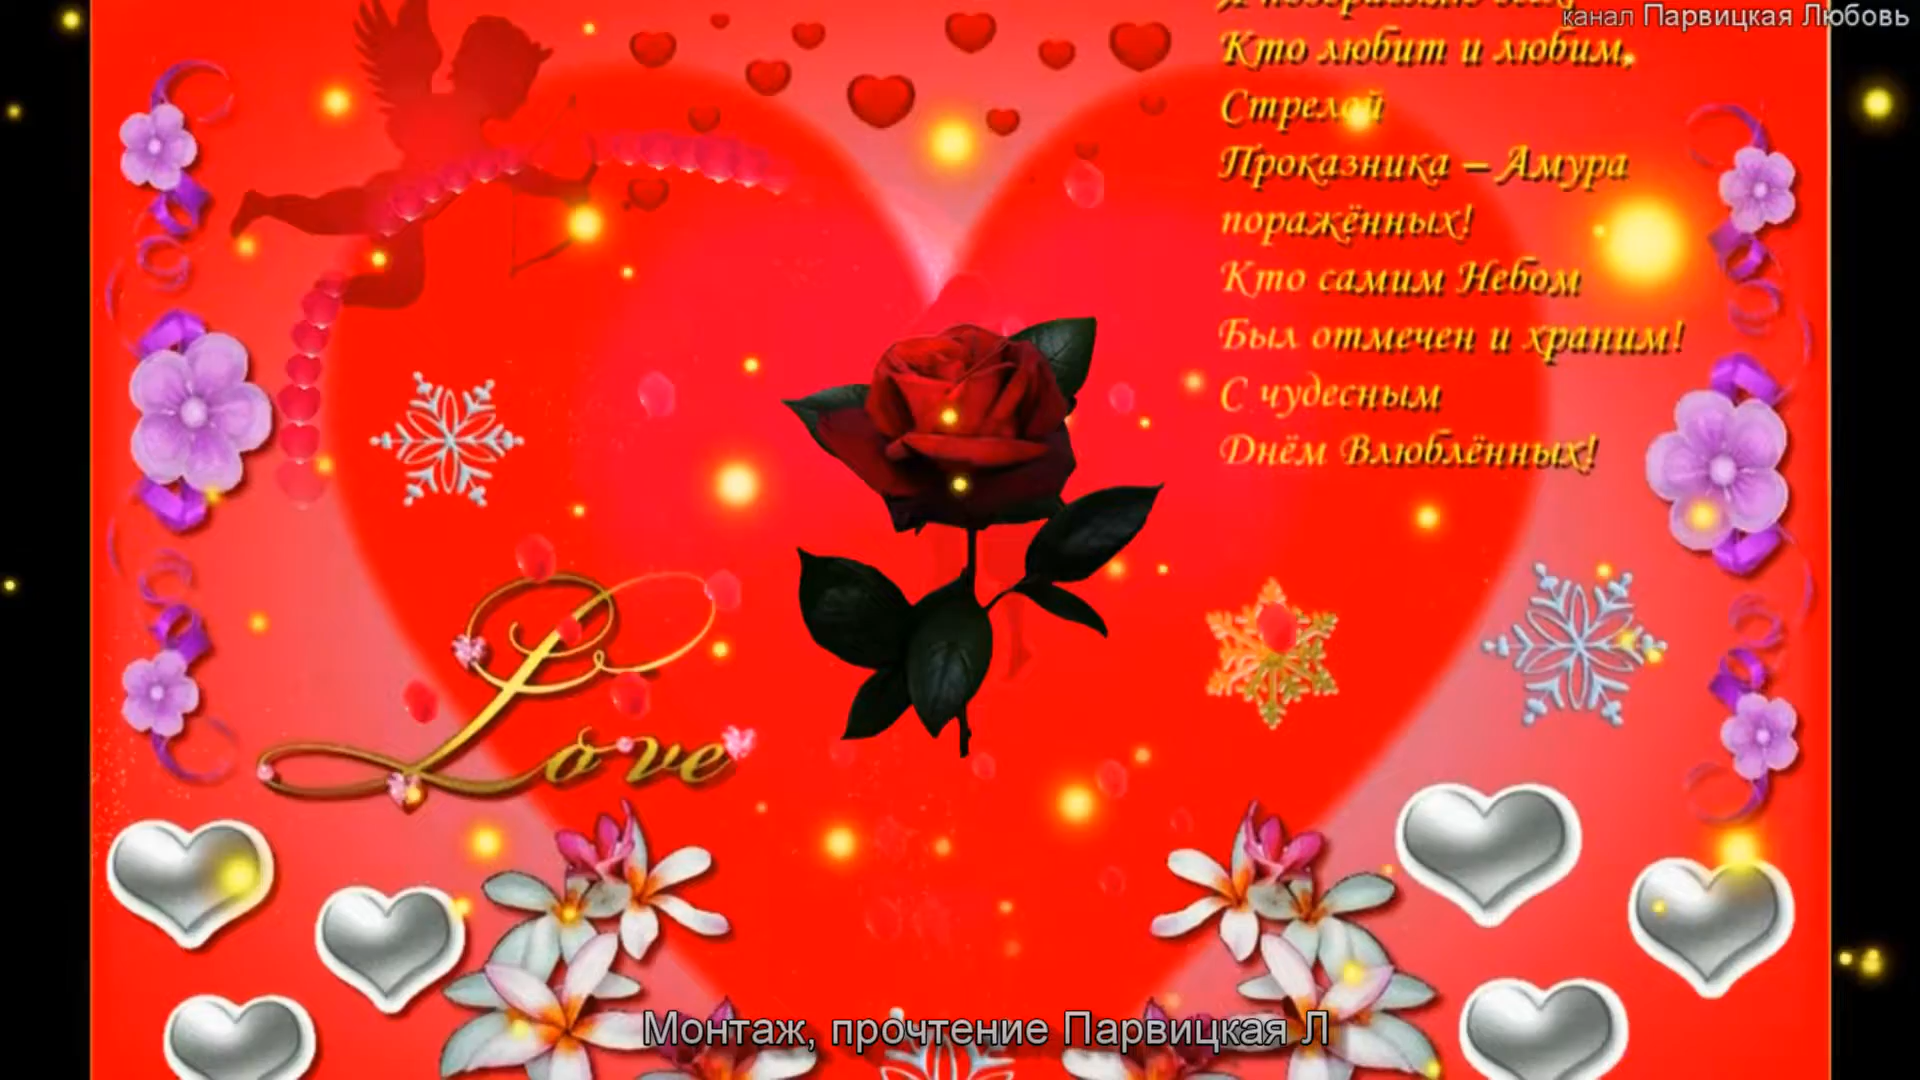 канал Парвицкая Любовь
Кто любит и любим,
Стрелой
Проказника – Амура
поражённых!
Кто самим Небом
Был отмечен и храним!
С чудесным
Днём Влюблённых!
Love
Монтаж, прочтение Парвицкая Л